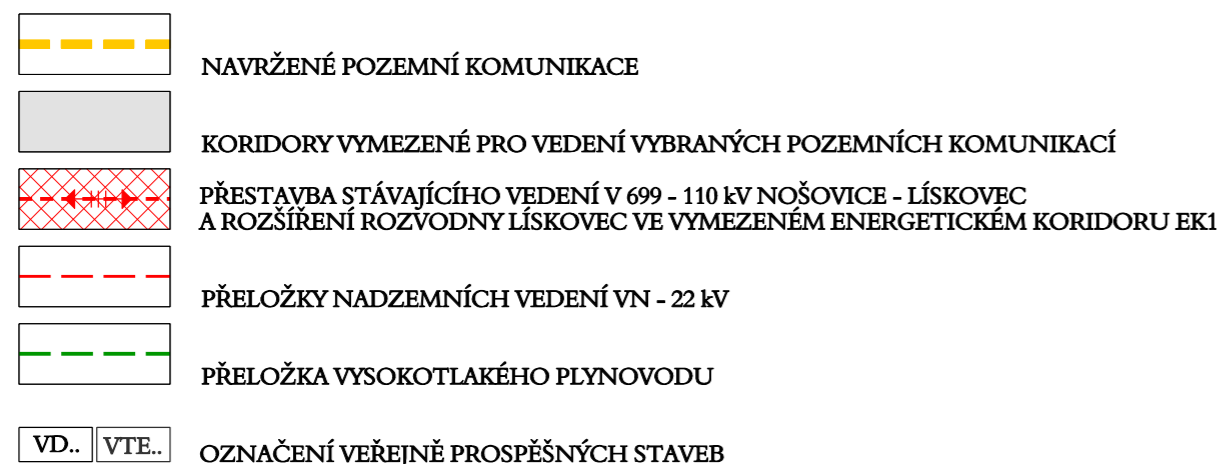 NAVRŽENÉ POZEMNÍ KOMUNIKACE
KORIDORY VYMEZENÉ PRO VEDENÍ VYBRANÝCH POZEMNÍCH KOMUNIKACÍ
PŘESTAVBA STÁVAJÍCÍHO VEDENÍ V 699 - 110 kV NOŠOVICE - LÍSKOVEC
A ROZŠÍŘENÍ ROZVODNY LÍSKOVEC VE VYMEZENÉM ENERGETICKÉM KORIDORU EK1
PŘELOŽKY NADZEMNÍCH VEDENÍ VN - 22 kV
PŘELOŽKA VYSOKOTLAKÉHO PLYNOVODU
VD.. VTE.. OZNAČENÍ VEŘEJNĚ PROSPĚŠNÝCH STAVEB